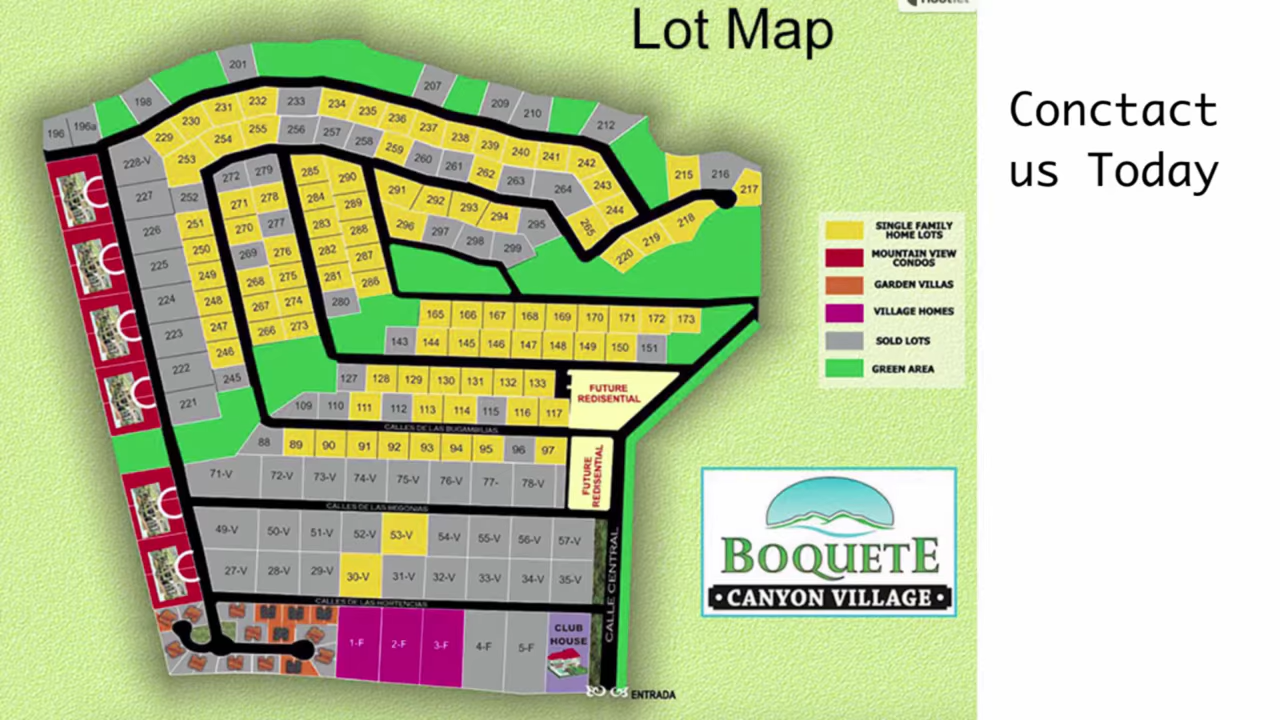 Lot Map
Conctact
us Today
201
207
198
209
210
212
196
196a
229
230
231
232
233
234
235
236
237
238
239
240
241
242
243
244
228-V
253
254
255
256
257
258
259
260
261
262
263
264
265
215
216
217
218
219
220
227
226
225
224
223
222
221
252
251
250
249
248
247
246
245
272
279
271
278
270
277
269
276
268
275
267
274
266
273
285
290
284
289
283
288
282
287
281
286
280
291
292
293
294
295
296
297
298
299
SINGLE FAMILY
HOME LOTS
MOUNTAIN VIEW
CONDOS
GARDEN VILLAS
VILLAGE HOMES
SOLD LOTS
GREEN AREA
165 166 167 168 169 170 171 172 173
143 144 145 146 147 148 149 150 151
127 128 129 130 131 132 133
109 110 111 112 113 114 115 116 117
FUTURE
REDISENTIAL
CALLES DE LAS BUGAMBILIAS
88 89 90 91 92 93 94 95 96 97
71-V 72-V 73-V 74-V 75-V 76-V 77- 78-V
FUTURE
REDISENTIAL
CALLES DE LAS BEGONIAS
49-V 50-V 51-V 52-V 53-V 54-V 55-V 56-V 57-V
27-V 28-V 29-V 30-V 31-V 32-V 33-V 34-V 35-V
CALLES DE LAS HORTENCIAS
1-F 2-F 3-F 4-F 5-F
CLUB
HOUSE
CALLE CENTRAL
ENTRADA
BOQUETE
• CANYON VILLAGE •